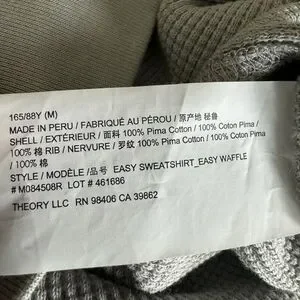 165/88Y (M)
MADE IN PERU / FABRIQUÉ AU PÉROU / 原产地 秘鲁
SHELL / EXTÉRIEUR / 面料 100% Pima Cotton / 100% Coton Pima /
100% 棉 RIB / NERVURE / 罗纹 100% Pima Cotton / 100% Coton Pima
/ 100% 棉
STYLE / MODÈLE /品号 EASY SWEATSHIRT_EASY WAFFLE
# M084508R LOT # 461686
THEORY LLC RN 98406 CA 39862